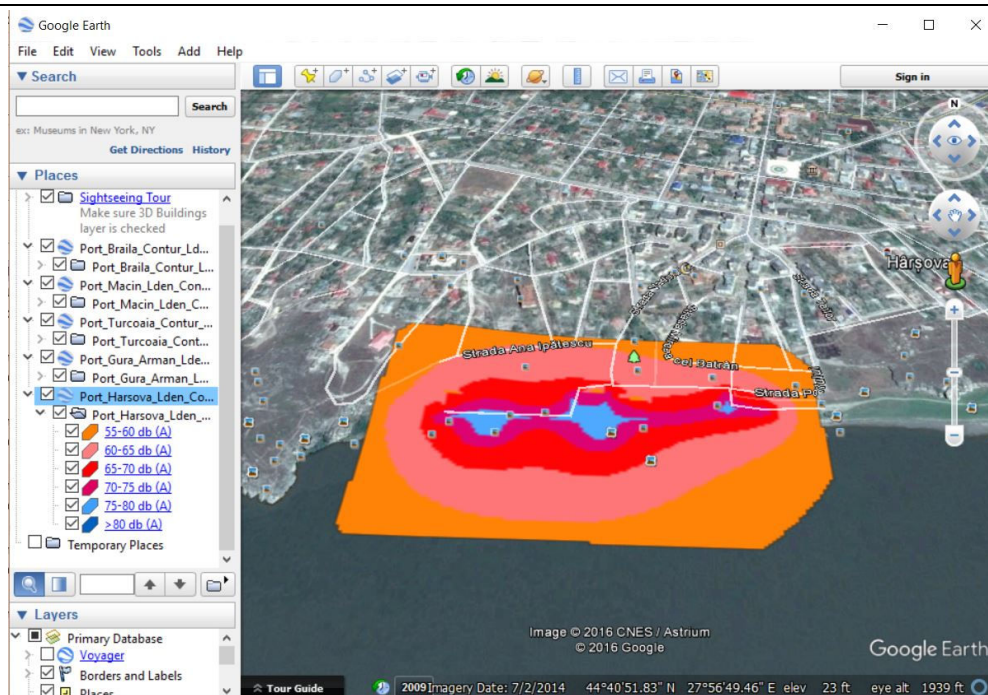 Google Earth
File Edit View Tools Add Help
Search
Search
ex: Museums in New York, NY
Get Directions History
Places
Sightseeing Tour
Make sure 3D Buildings
layer is checked
Port_Braila_Contur_Ld...
Port_Braila_Contur_L...
Port_Macin_Lden_Con...
Port_Macin_Lden_C...
Port_Turcoaia_Contur_...
Port_Turcoaia_Cont...
Port_Gura_Arman_Lde...
Port_Gura_Arman_L...
Port_Harsova_Lden_Co...
Port_Harsova_Lden_...
55-60 db (A)
60-65 db (A)
65-70 db (A)
70-75 db (A)
75-80 db (A)
>80 db (A)
Temporary Places
Layers
Primary Database
Voyager
Borders and Labels
Places
Sign in
N
Hârșova
Strada Ana Ipătescu
Cel Batrân
Strada
Image © 2016 CNES / Astrium
© 2016 Google
Google Earth
Tour Guide
2009
Imagery Date: 7/2/2014 44°40'51.83" N 27°56'49.46" E elev 23 ft eye alt 1939 ft